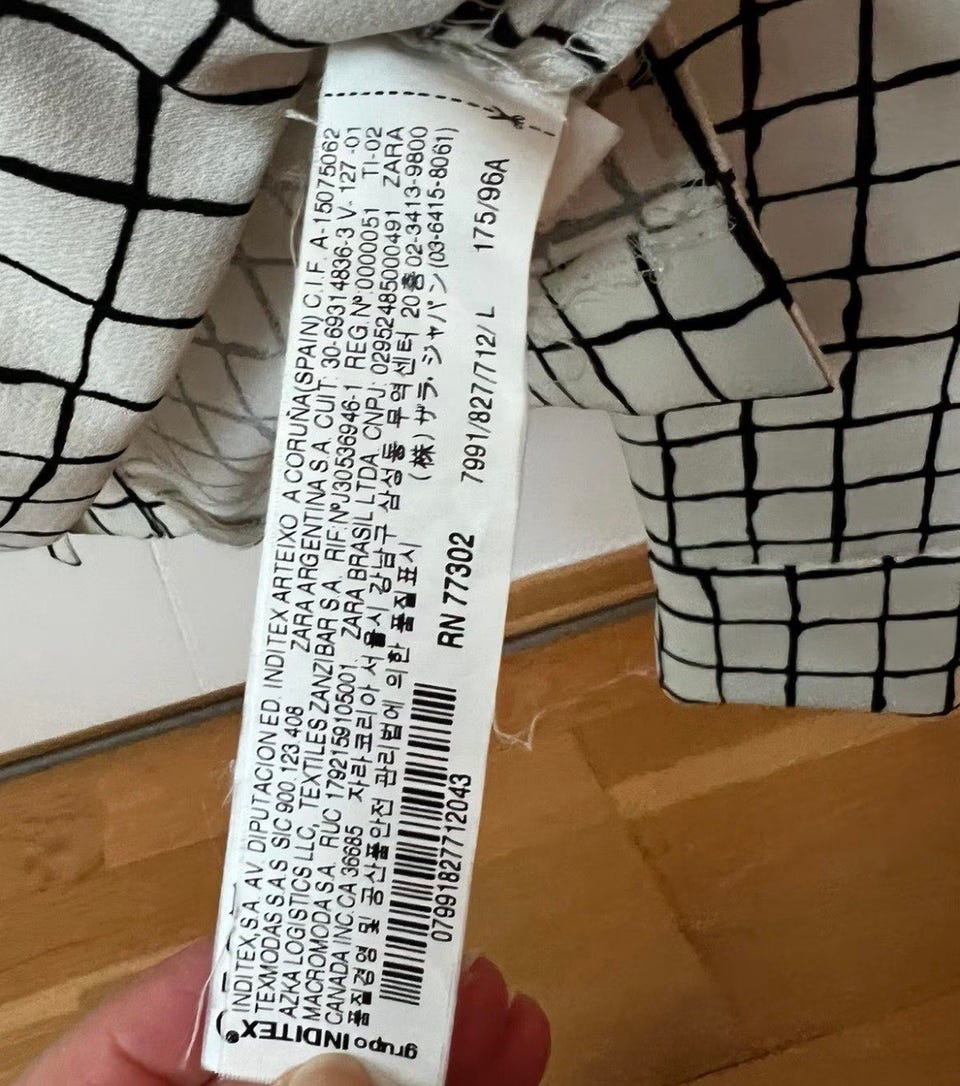 grupo INDITEX®
INDITEX,S.A. AV. DIPUTACION ED. INDITEX ARTEIXO A CORUÑA(SPAIN) C.I.F. A-15075062
TEXMODAS S.A.S SIC 900.123.408 ZARA ARGENTINA S.A. CUIT: 30-69314836-3 V- 127 -01
AZKA LOGISTICS LLC, TEXTILES ZANZIBAR S.A. RIF:NºJ30536946-1 REG Nº.0000051 TI-02
MACROMODA S.A. RUC 1792159105001 ZARA BRASIL LTDA. CNPJ: 02952485000491 ZARA
CANADA INC.CA 36685 자라코리아 서울시 강남구 삼성동 무역센터 20층 02-3413-9800
품질경영 및 공산품안전 관리법에 의한 품질표시 (株) ザラ ジャパン (03-6415-8061)
07991827712043
RN 77302 7991/827/712/ L 175/96A